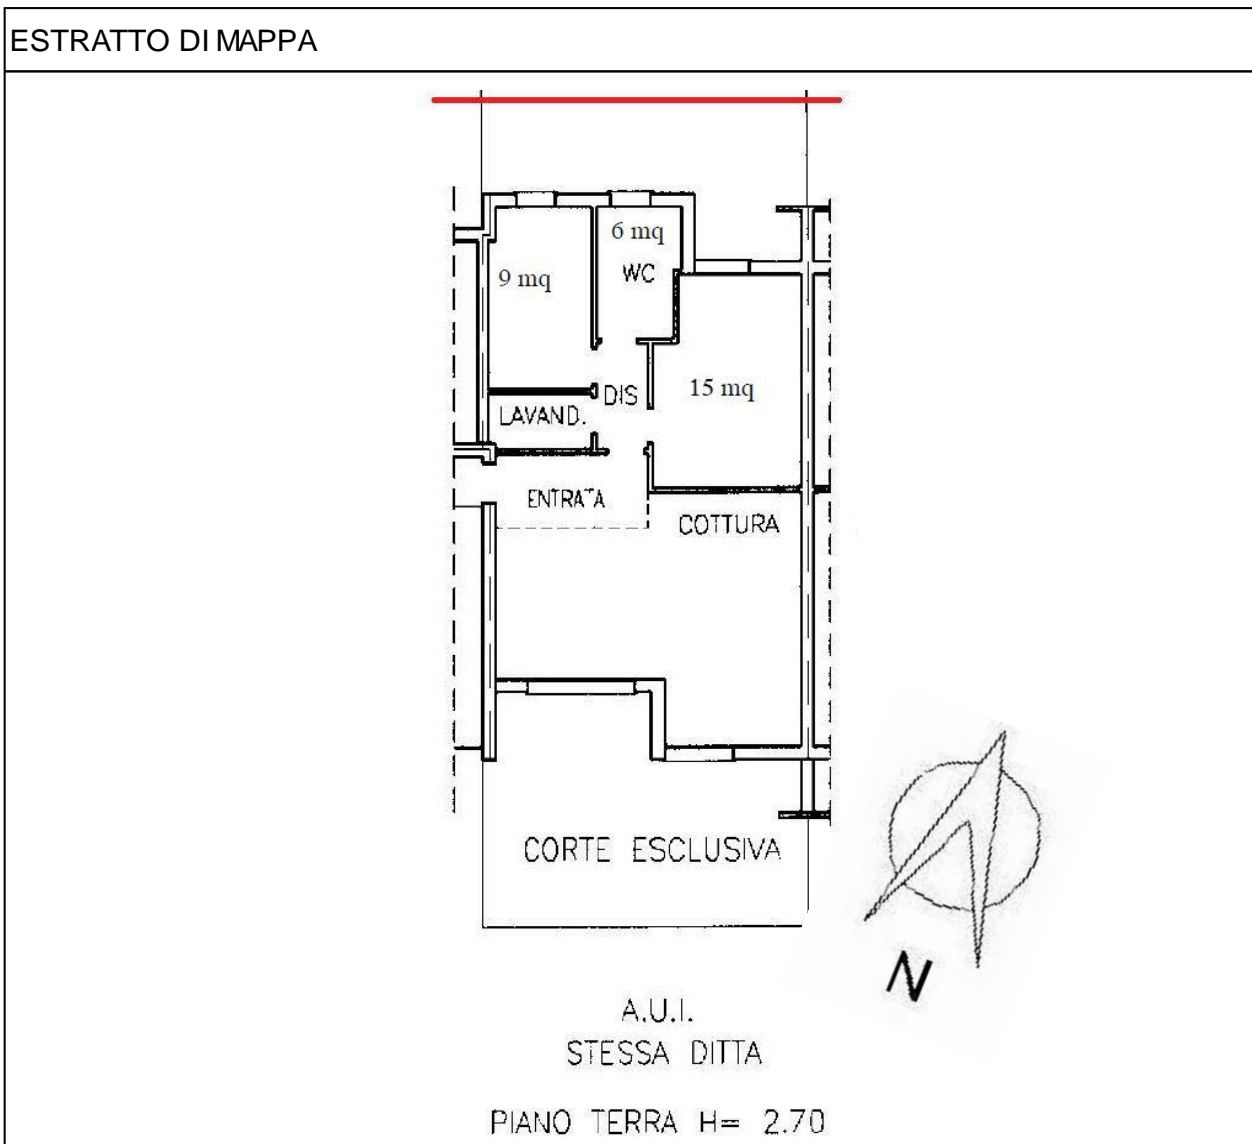 ESTRATTO DI MAPPA
6 mq
WC
9 mq
15 mq
DIS
LAVAND.
ENTRATA
COTTURA
CORTE ESCLUSIVA
N
A.U.I.
STESSA DITTA
PIANO TERRA H= 2.70